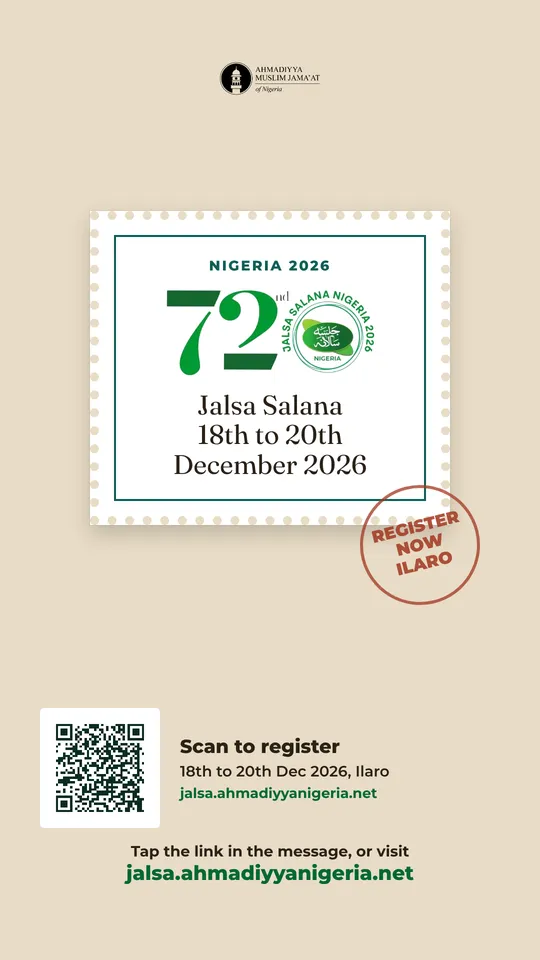 AHMADIYYA
MUSLIM JAMA'AT
of Nigeria
NIGERIA 2026
72nd
JALSA SALANA NIGERIA 2026
جلسہ
سالانہ
NIGERIA
Jalsa Salana
18th to 20th
December 2026
REGISTER
NOW
ILARO
Scan to register
18th to 20th Dec 2026, Ilaro
jalsa.ahmadiyyanigeria.net
Tap the link in the message, or visit
jalsa.ahmadiyyanigeria.net